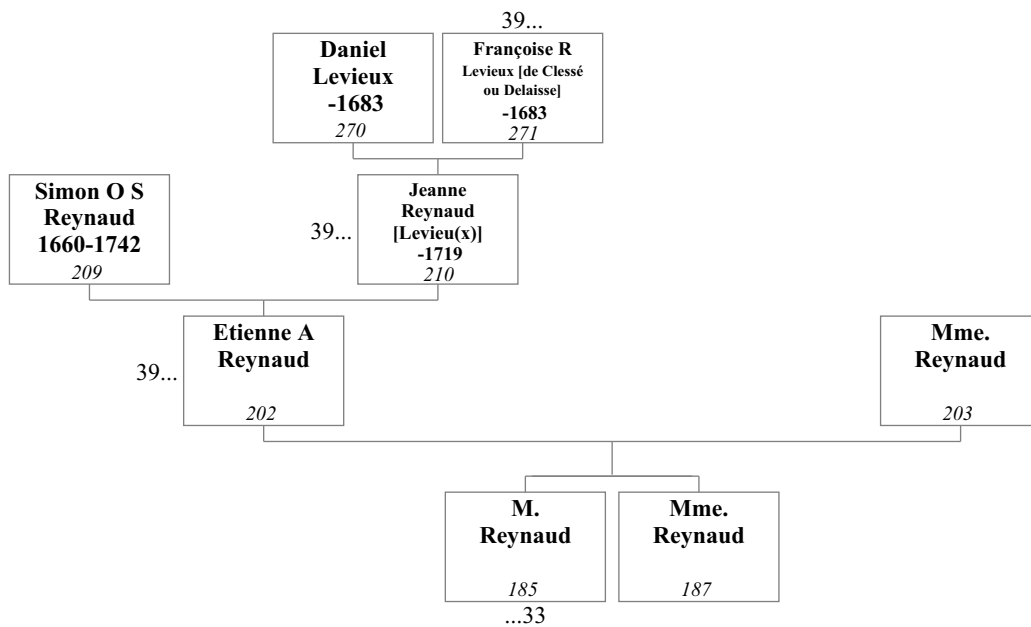 39...
Daniel
Levieux
-1683
270
Françoise R
Levieux [de Clessé
ou Delaisse]
-1683
271
Simon O S
Reynaud
1660-1742
209
39...
Jeanne
Reynaud
[Levieu(x)]
-1719
210
39...
Etienne A
Reynaud
202
Mme.
Reynaud
203
M.
Reynaud
185
Mme.
Reynaud
187
...33